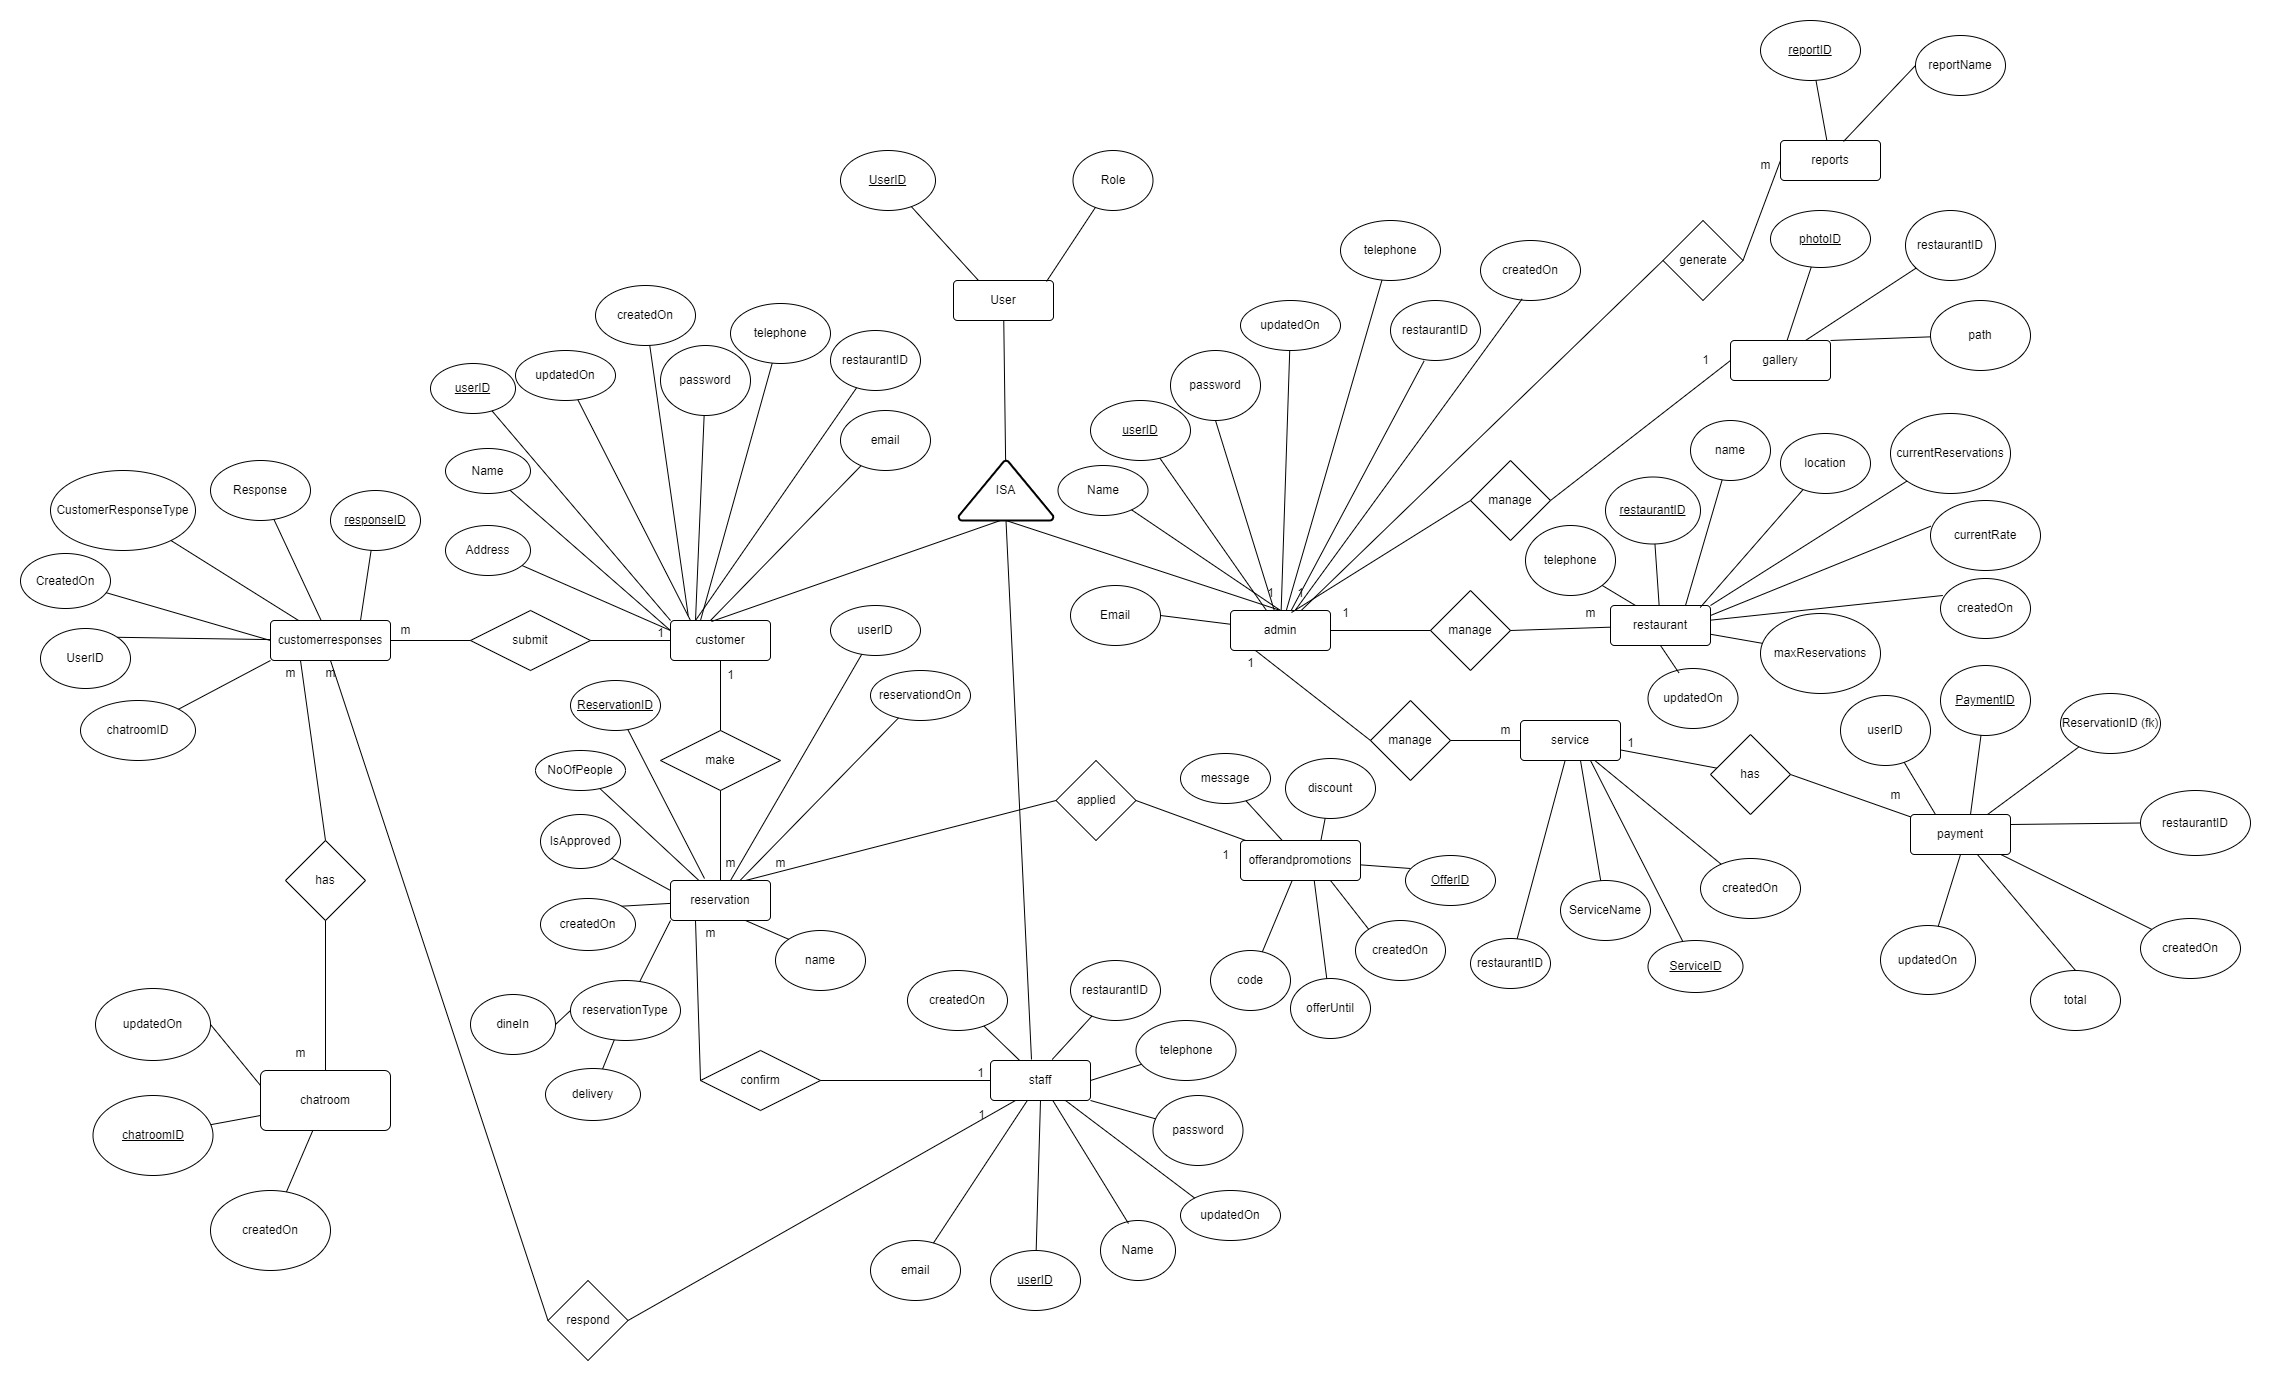 reportID
reportName
reports
m
UserID
Role
generate
photoID
restaurantID
telephone
createdOn
User
createdOn
telephone
updatedOn
restaurantID
path
gallery
1
restaurantID
password
updatedOn
userID
password
email
userID
name
location
currentReservations
Name
ISA
Name
manage
CustomerResponseType
Response
responseID
restaurantID
currentRate
Address
telephone
CreatedOn
1
1
createdOn
Email
1
m
customerresponses
m
submit
1
customer
userID
admin
manage
restaurant
maxReservations
UserID
1
m
m
1
reservationdOn
updatedOn
PaymentID
ReservationID
chatroomID
userID
ReservationID (fk)
m
service
1
manage
make
NoOfPeople
message
discount
has
m
applied
restaurantID
payment
IsApproved
m
m
1
offerandpromotions
has
OfferID
createdOn
reservation
ServiceName
createdOn
m
name
createdOn
createdOn
updatedOn
restaurantID
ServiceID
code
createdOn
restaurantID
total
offerUntil
reservationType
dineIn
updatedOn
m
telephone
1
confirm
staff
delivery
chatroom
1
password
chatroomID
updatedOn
createdOn
Name
email
userID
respond